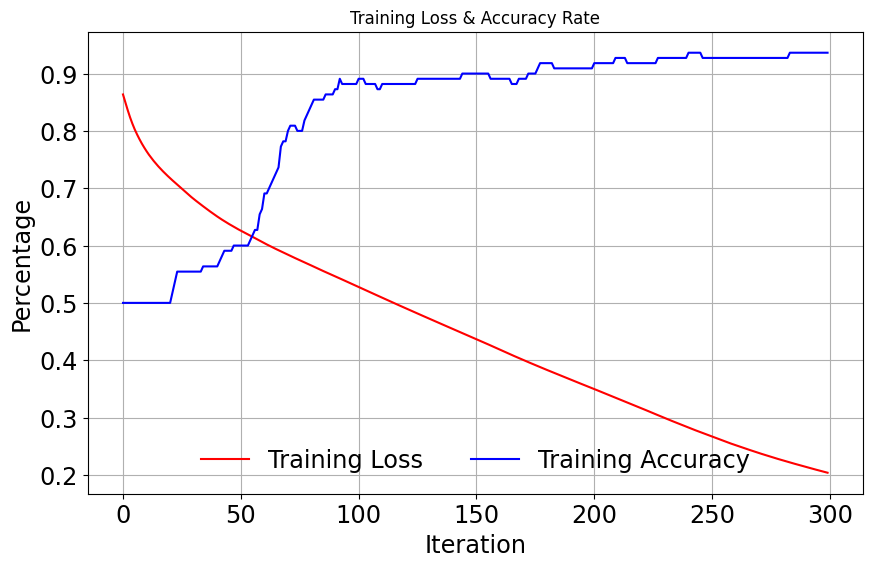 Training Loss & Accuracy Rate
Percentage
0.9
0.8
0.7
0.6
0.5
0.4
0.3
0.2
Training Loss
Training Accuracy
0 50 100 150 200 250 300
Iteration